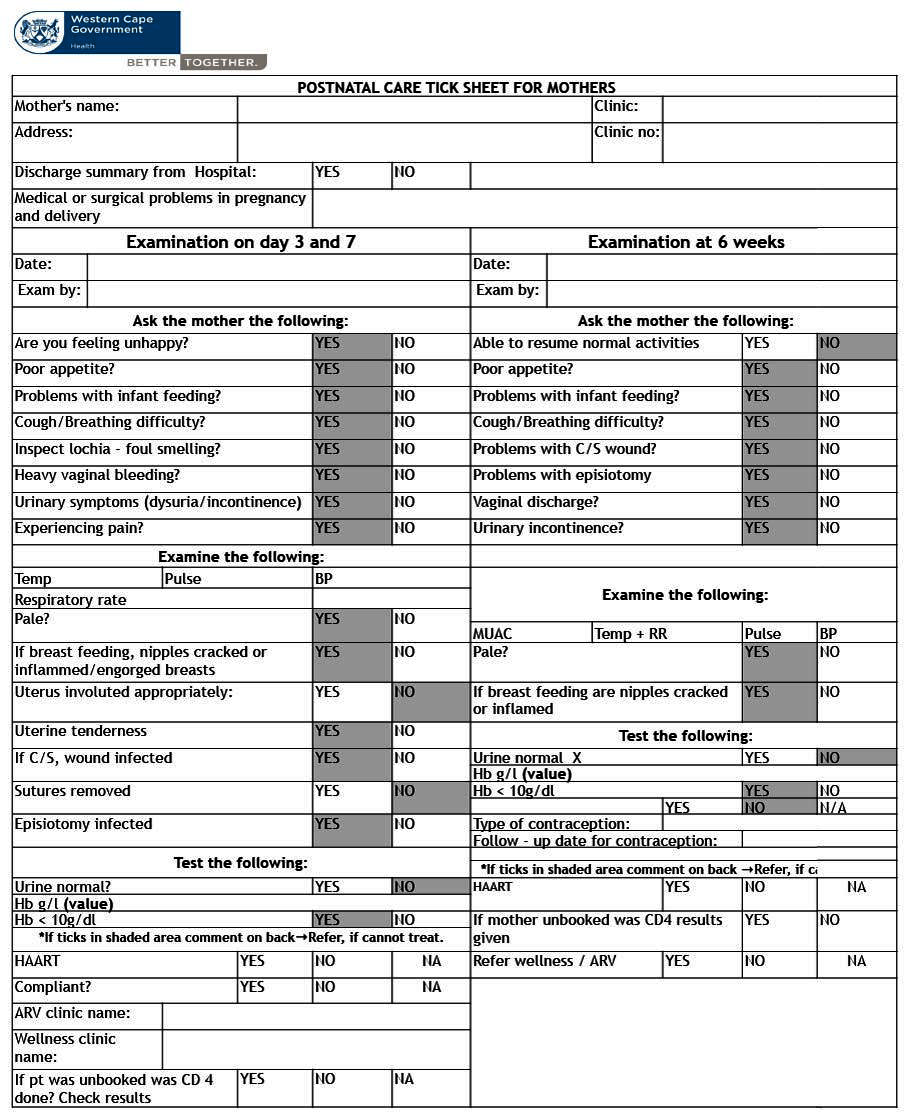 Western Cape
Government
Health
BETTER TOGETHER.
POSTNATAL CARE TICK SHEET FOR MOTHERS
Mother's name: Clinic:
Address: Clinic no:
Discharge summary from Hospital: YES NO
Medical or surgical problems in pregnancy
and delivery
Examination on day 3 and 7
Date:
Exam by:
Ask the mother the following:
Are you feeling unhappy? YES NO
Poor appetite? YES NO
Problems with infant feeding? YES NO
Cough/Breathing difficulty? YES NO
Inspect lochia - foul smelling? YES NO
Heavy vaginal bleeding? YES NO
Urinary symptoms (dysuria/incontinence) YES NO
Experiencing pain? YES NO
Examine the following:
Temp Pulse BP
Respiratory rate
Pale? YES NO
If breast feeding, nipples cracked or YES NO
inflammed/engorged breasts
Uterus involuted appropriately: YES NO
Uterine tenderness YES NO
If C/S, wound infected YES NO
Sutures removed YES NO
Episiotomy infected YES NO
Test the following:
Urine normal? YES NO
Hb g/l (value)
Hb < 10g/dl YES NO
*If ticks in shaded area comment on back→Refer, if cannot treat.
HAART YES NO NA
Compliant? YES NO NA
ARV clinic name:
Wellness clinic
name:
If pt was unbooked was CD 4 YES NO NA
done? Check results
Examination at 6 weeks
Date:
Exam by:
Ask the mother the following:
Able to resume normal activities YES NO
Poor appetite? YES NO
Problems with infant feeding? YES NO
Cough/Breathing difficulty? YES NO
Problems with C/S wound? YES NO
Problems with episiotomy YES NO
Vaginal discharge? YES NO
Urinary incontinence? YES NO
Examine the following:
MUAC Temp + RR Pulse BP
Pale? YES NO
If breast feeding are nipples cracked YES NO
or inflamed
Test the following:
Urine normal X YES NO
Hb g/l (value)
Hb < 10g/dl YES NO
YES NO N/A
Type of contraception:
Follow - up date for contraception:
*If ticks in shaded area comment on back →Refer, if
HAART YES NO NA
If mother unbooked was CD4 results YES NO
given
Refer wellness / ARV YES NO NA